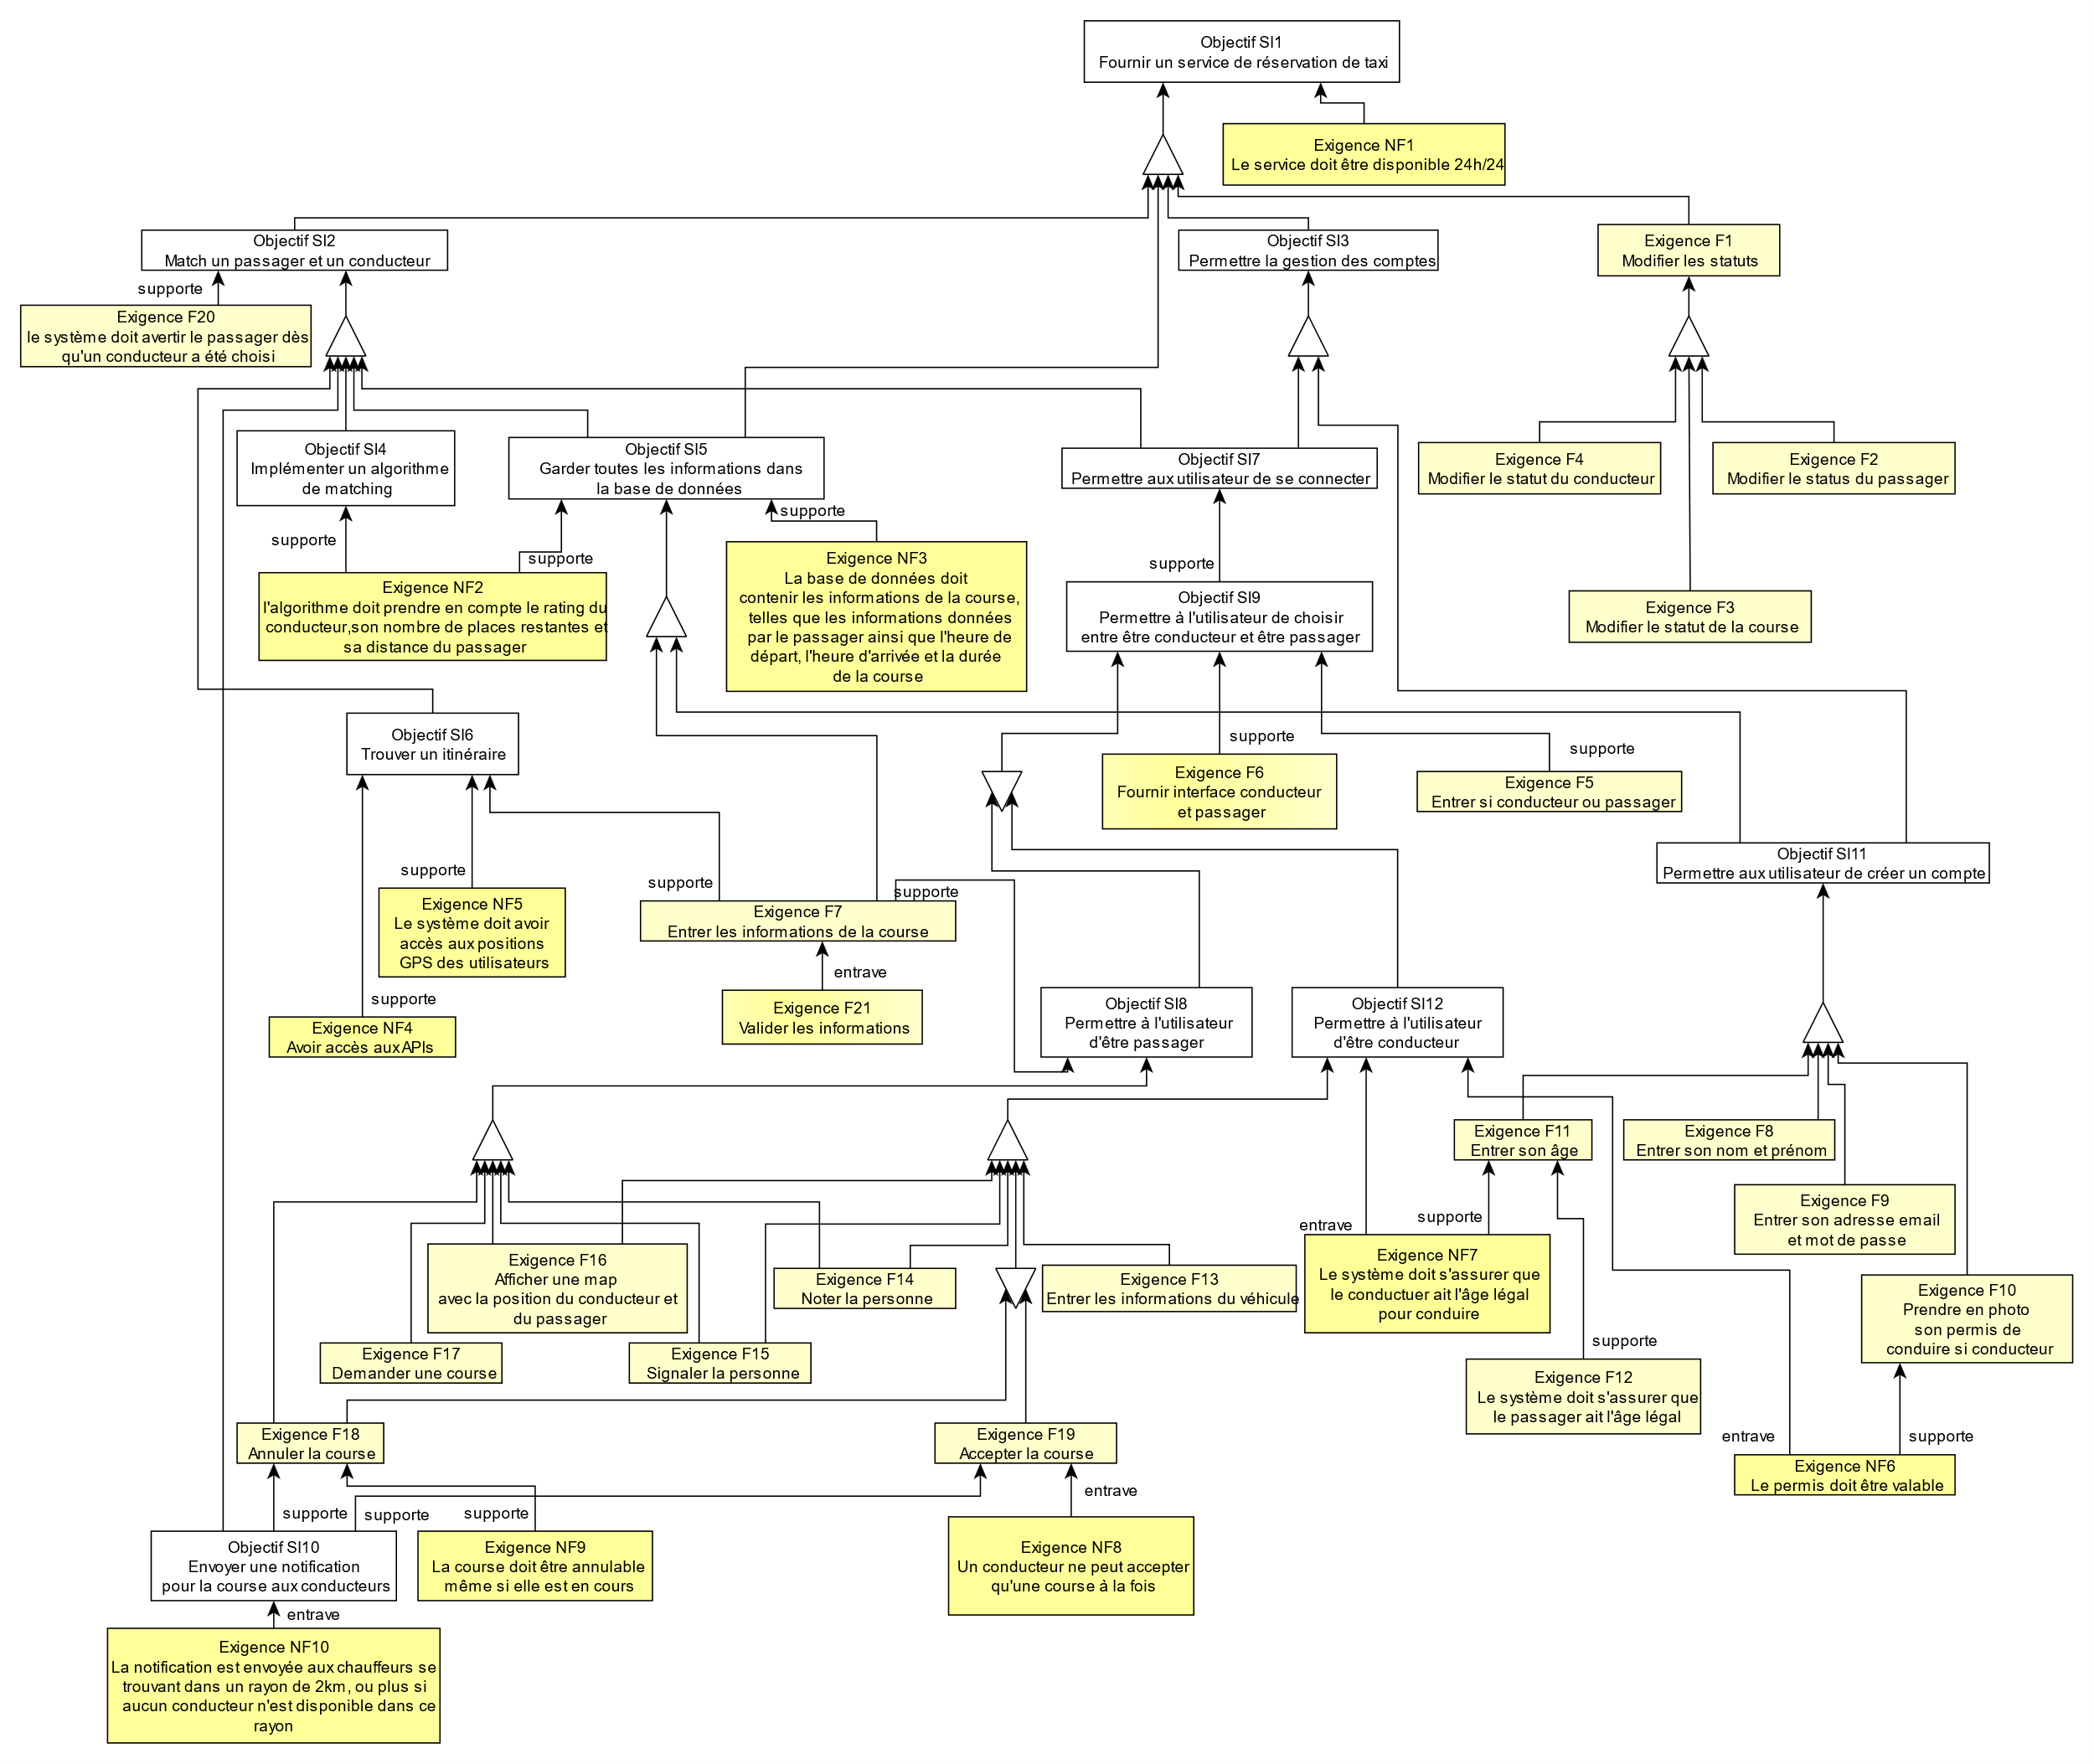 Objectif SI1
Fournir un service de réservation de taxi
Exigence NF1
Le service doit être disponible 24h/24
Objectif SI2
Match un passager et un conducteur
Objectif SI3
Permettre la gestion des comptes
Exigence F1
Modifier les statuts
supporte
Exigence F20
le système doit avertir le passager dès
qu'un conducteur a été choisi
Objectif SI4
Implémenter un algorithme
de matching
Objectif SI5
Garder toutes les informations dans
la base de données
Objectif SI7
Permettre aux utilisateur de se connecter
Exigence F4
Modifier le statut du conducteur
Exigence F2
Modifier le status du passager
supporte
supporte
supporte
Exigence NF2
l'algorithme doit prendre en compte le rating du
conducteur,son nombre de places restantes et
sa distance du passager
Exigence NF3
La base de données doit
contenir les informations de la course,
telles que les informations données
par le passager ainsi que l'heure de
départ, l'heure d'arrivée et la durée
de la course
supporte
Objectif SI9
Permettre à l'utilisateur de choisir
entre être conducteur et être passager
Exigence F3
Modifier le statut de la course
Objectif SI6
Trouver un itinéraire
supporte
supporte
Exigence F6
Fournir interface conducteur
et passager
Exigence F5
Entrer si conducteur ou passager
Objectif SI11
Permettre aux utilisateur de créer un compte
supporte
supporte
supporte
Exigence NF5
Le système doit avoir
accès aux positions
GPS des utilisateurs
Exigence F7
Entrer les informations de la course
entrave
supporte
Exigence NF4
Avoir accès aux APIs
Exigence F21
Valider les informations
Objectif SI8
Permettre à l'utilisateur
d'être passager
Objectif SI12
Permettre à l'utilisateur
d'être conducteur
Exigence F11
Entrer son âge
Exigence F8
Entrer son nom et prénom
Exigence F9
Entrer son adresse email
et mot de passe
entrave
supporte
Exigence F16
Afficher une map
avec la position du conducteur et
du passager
Exigence F14
Noter la personne
Exigence F13
Entrer les informations du véhicule
Exigence NF7
Le système doit s'assurer que
le conductuer ait l'âge légal
pour conduire
Exigence F10
Prendre en photo
son permis de
conduire si conducteur
Exigence F17
Demander une course
Exigence F15
Signaler la personne
supporte
Exigence F12
Le système doit s'assurer que
le passager ait l'âge légal
Exigence F18
Annuler la course
Exigence F19
Accepter la course
entrave
supporte
Exigence NF6
Le permis doit être valable
supporte
supporte
supporte
entrave
Objectif SI10
Envoyer une notification
pour la course aux conducteurs
Exigence NF9
La course doit être annulable
même si elle est en cours
Exigence NF8
Un conducteur ne peut accepter
qu'une course à la fois
entrave
Exigence NF10
La notification est envoyée aux chauffeurs se
trouvant dans un rayon de 2km, ou plus si
aucun conducteur n'est disponible dans ce
rayon